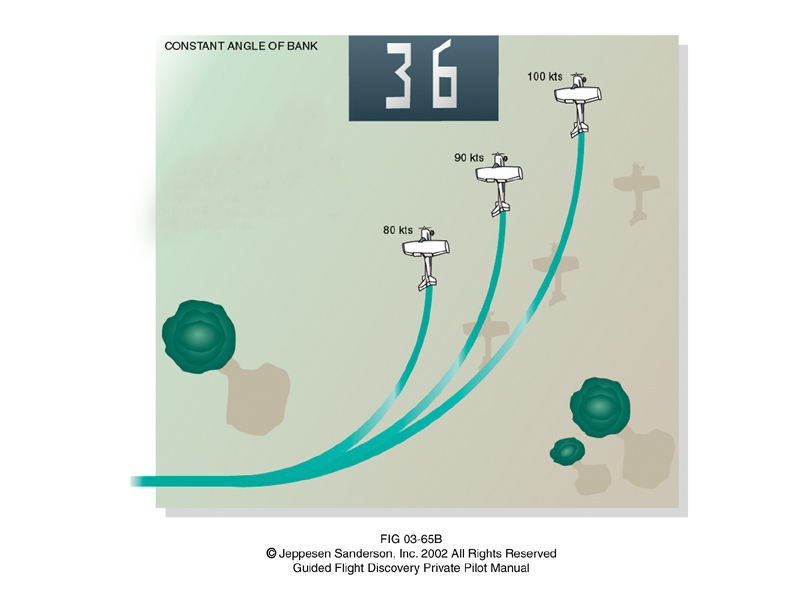 CONSTANT ANGLE OF BANK
36
100 kts
90 kts
80 kts
FIG 03-65B
© Jeppesen Sanderson, Inc. 2002 All Rights Reserved
Guided Flight Discovery Private Pilot Manual